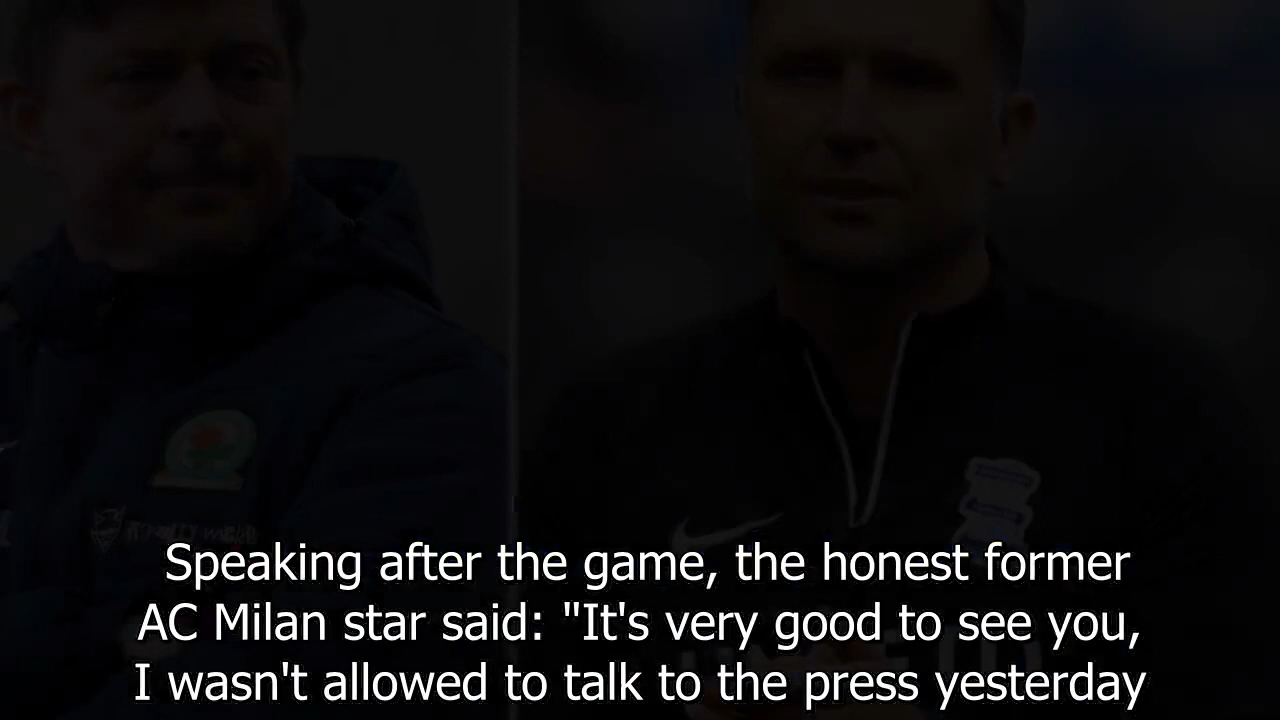 Speaking after the game, the honest former
AC Milan star said: "It's very good to see you,
I wasn't allowed to talk to the press yesterday